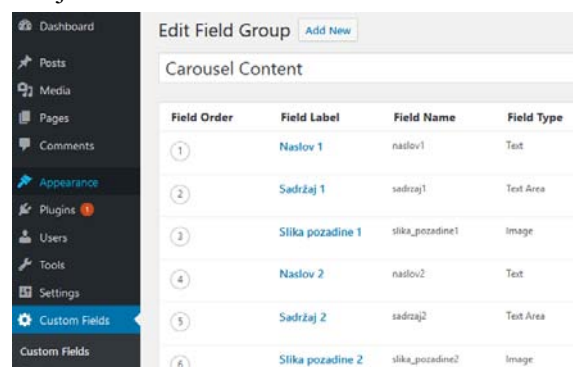 Dashboard
Posts
Media
Pages
Comments
Appearance
Plugins 1
Users
Tools
Settings
Custom Fields
Custom Fields
Edit Field Group Add New
Carousel Content
Field Order Field Label Field Name Field Type
1 Naslov 1 naslov1 Text
2 Sadržaj 1 sadrzaj1 Text Area
3 Slika pozadine 1 slika_pozadine1 Image
4 Naslov 2 naslov2 Text
5 Sadržaj 2 sadrzaj2 Text Area
6 Slika pozadine 2 slika_pozadine2 Image